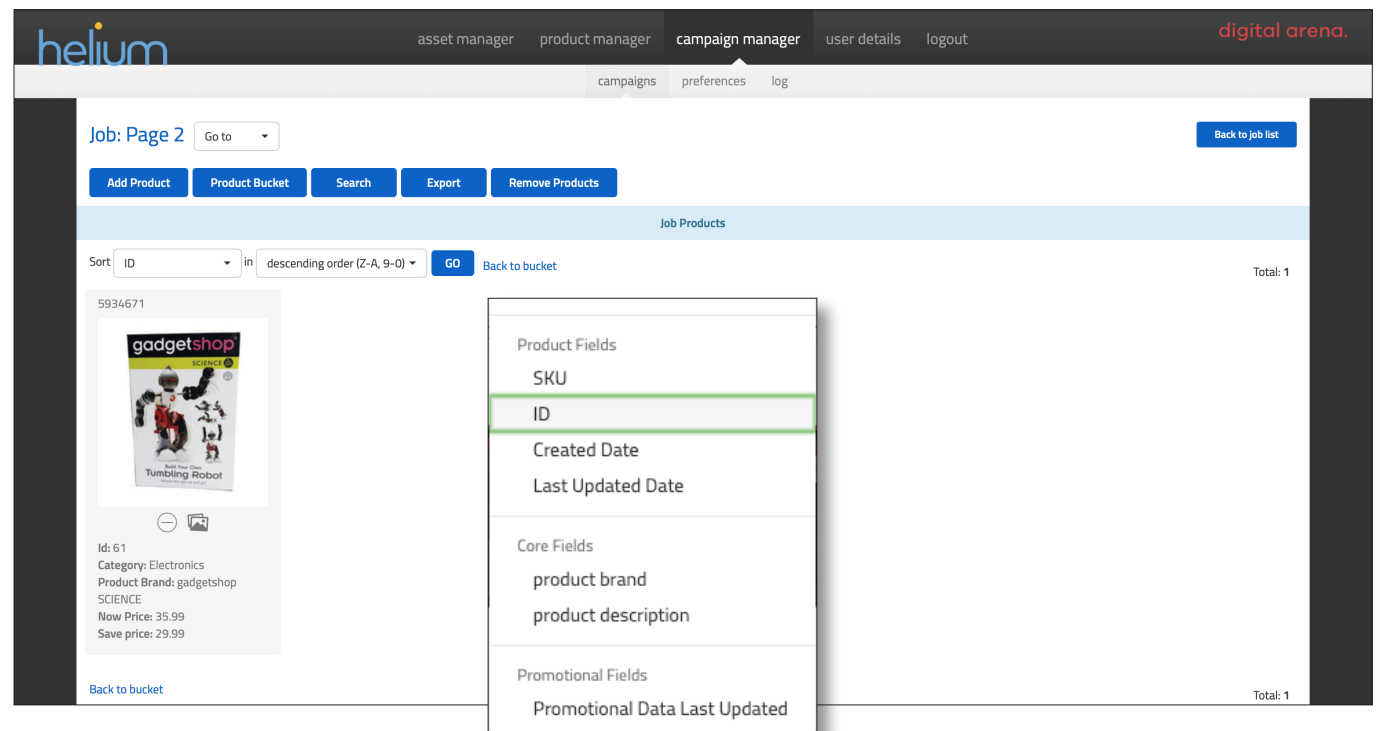 helium
asset manager product manager campaign manager user details logout
digital arena.
campaigns preferences log
Job: Page 2 Go to
Back to job list
Add Product Product Bucket Search Export Remove Products
Job Products
Sort ID in descending order (Z-A, 9-0) GO Back to bucket
Total: 1
5934671
gadgetshop
SCIENCE
Build Your Own
Tumbling Robot
Id: 61
Category: Electronics
Product Brand: gadgetshop
SCIENCE
Now Price: 35.99
Save price: 29.99
Back to bucket
Total: 1
Product Fields
SKU
ID
Created Date
Last Updated Date
Core Fields
product brand
product description
Promotional Fields
Promotional Data Last Updated